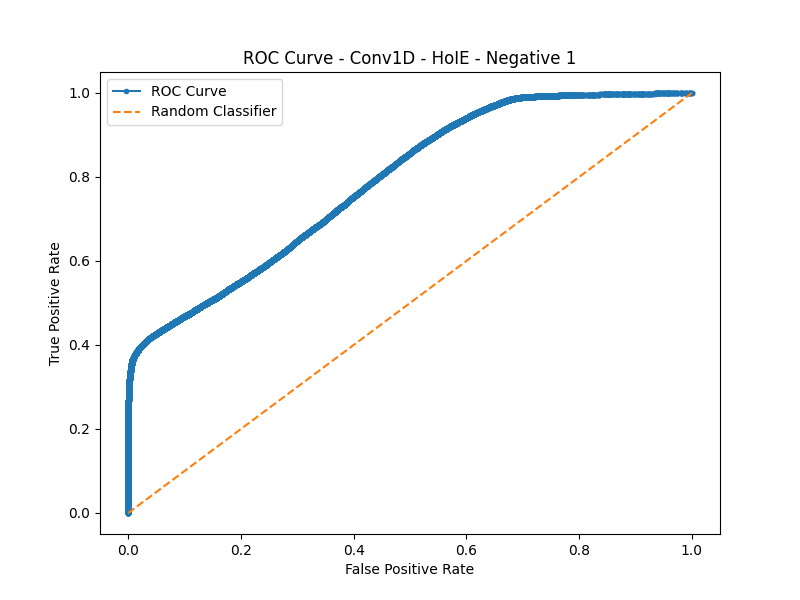 ROC Curve - Conv1D - HolE - Negative 1
ROC Curve
Random Classifier
1.0
0.8
0.6
0.4
0.2
0.0
True Positive Rate
0.0 0.2 0.4 0.6 0.8 1.0
False Positive Rate